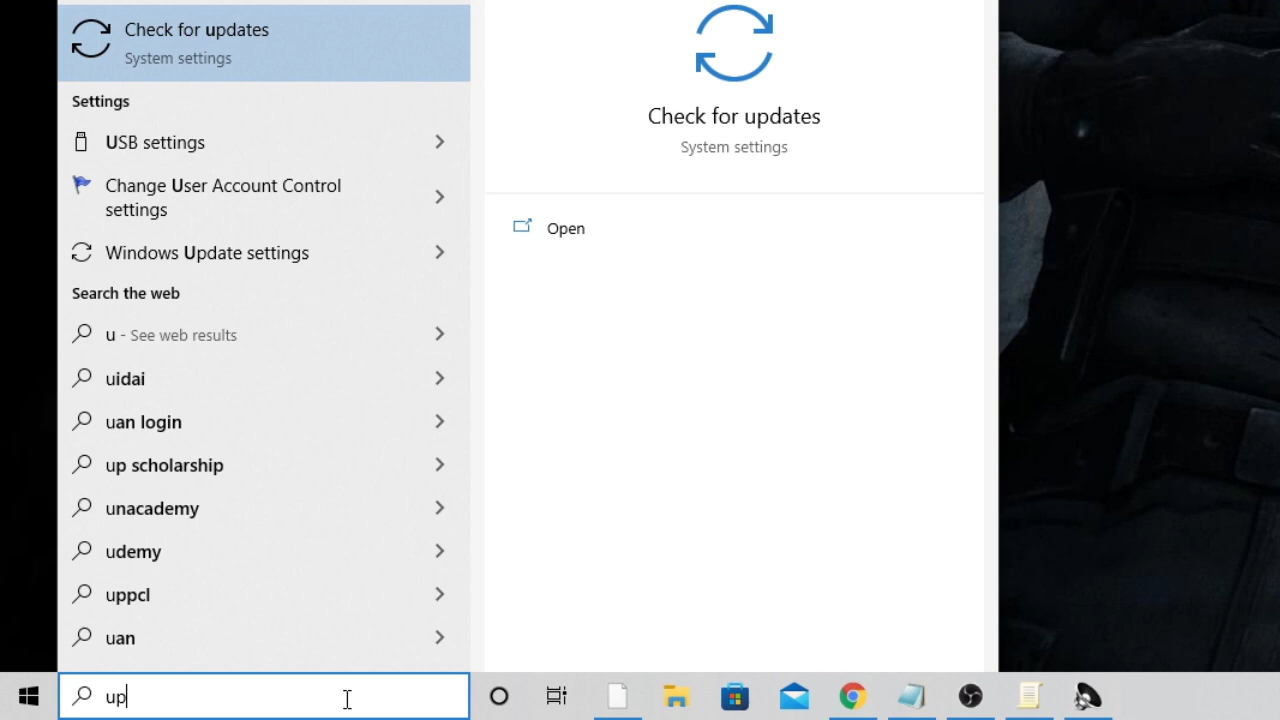 Check for updates
System settings
Settings
USB settings
Change User Account Control
settings
Windows Update settings
Search the web
u - See web results
uidai
uan login
up scholarship
unacademy
udemy
uppcl
uan
up
Check for updates
System settings
Open